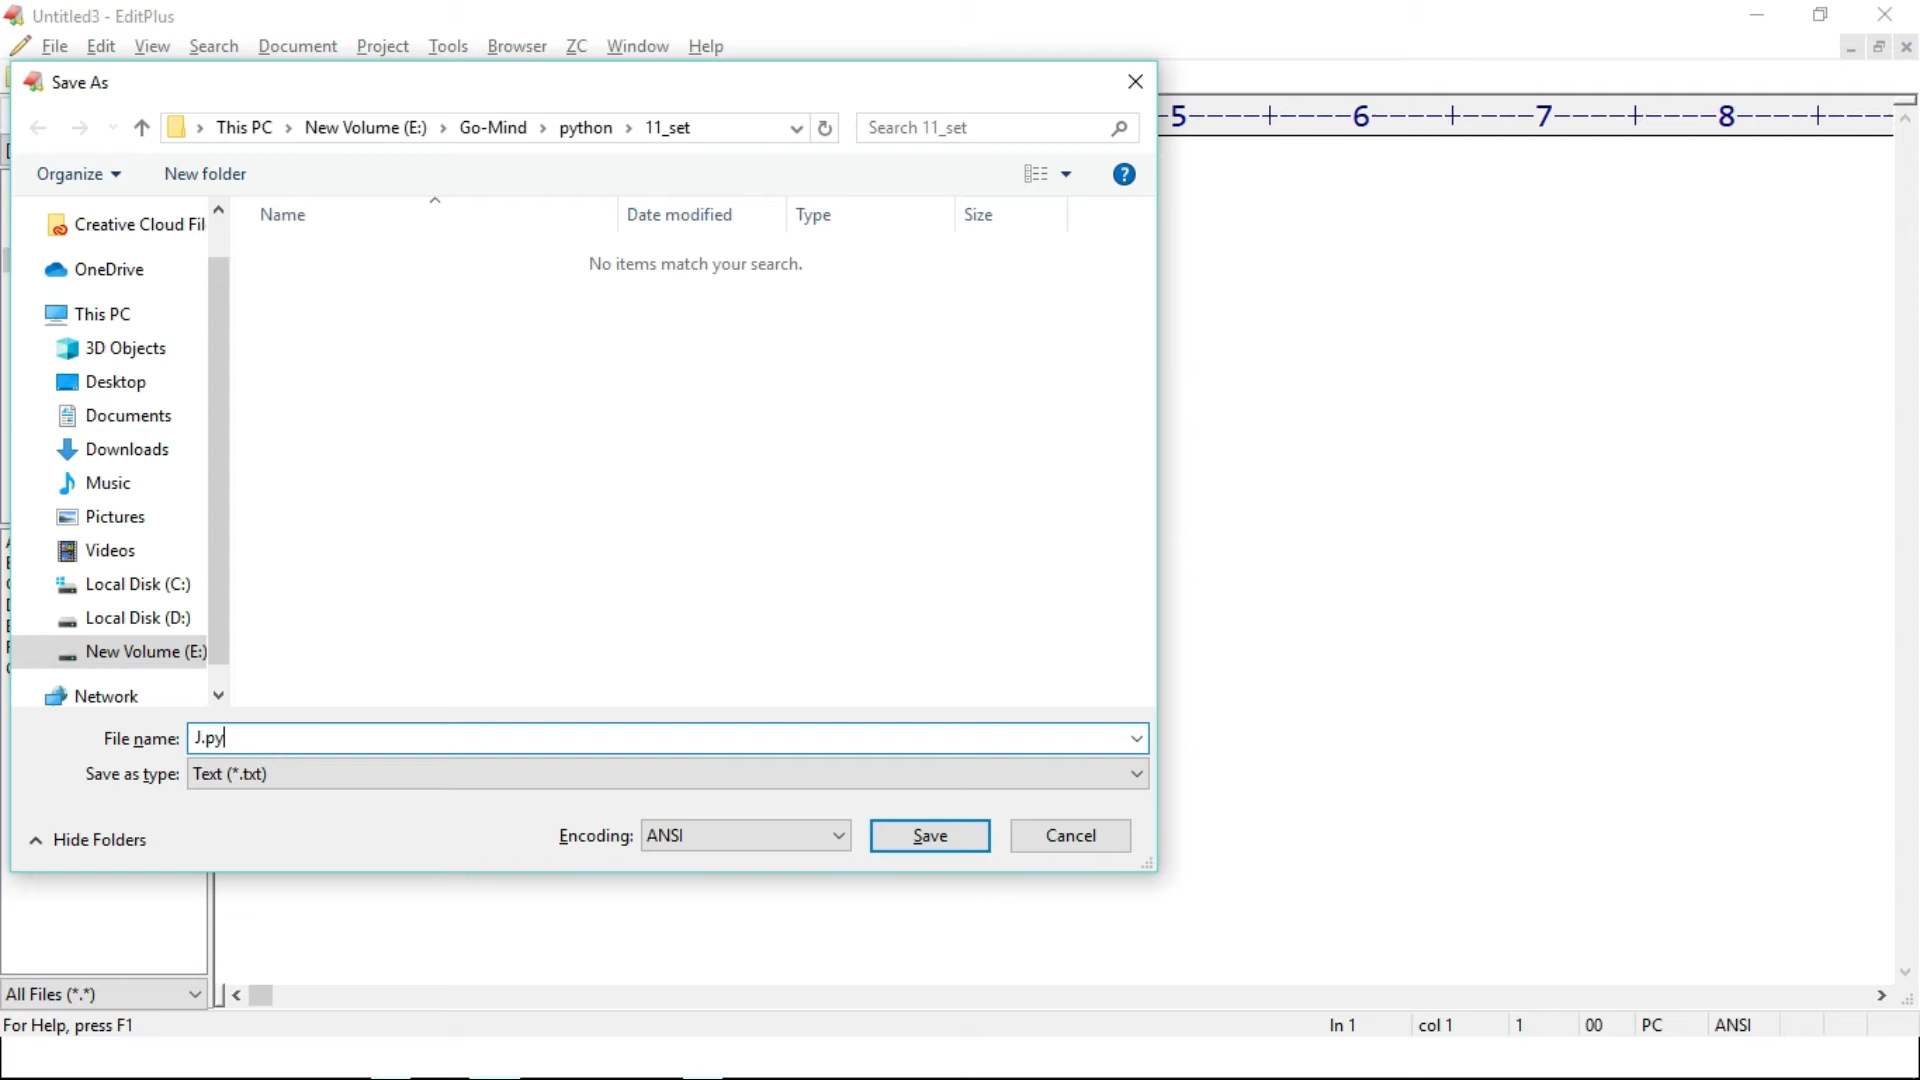 Untitled3 - EditPlus
File Edit View Search Document Project Tools Browser ZC Window Help
Save As
This PC > New Volume (E:) > Go-Mind > python > 11_set
Search 11_set
-5----+----6----+----7----+----8----+----
Organize
New folder
?
Name
Date modified
Type
Size
No items match your search.
Creative Cloud Fil
OneDrive
This PC
3D Objects
Desktop
Documents
Downloads
Music
Pictures
Videos
Local Disk (C:)
Local Disk (D:)
New Volume (E:)
Network
File name: J.py
Save as type: Text (*.txt)
Hide Folders
Encoding: ANSI
Save
Cancel
All Files (*.*)
For Help, press F1
ln 1
col 1
1
00
PC
ANSI